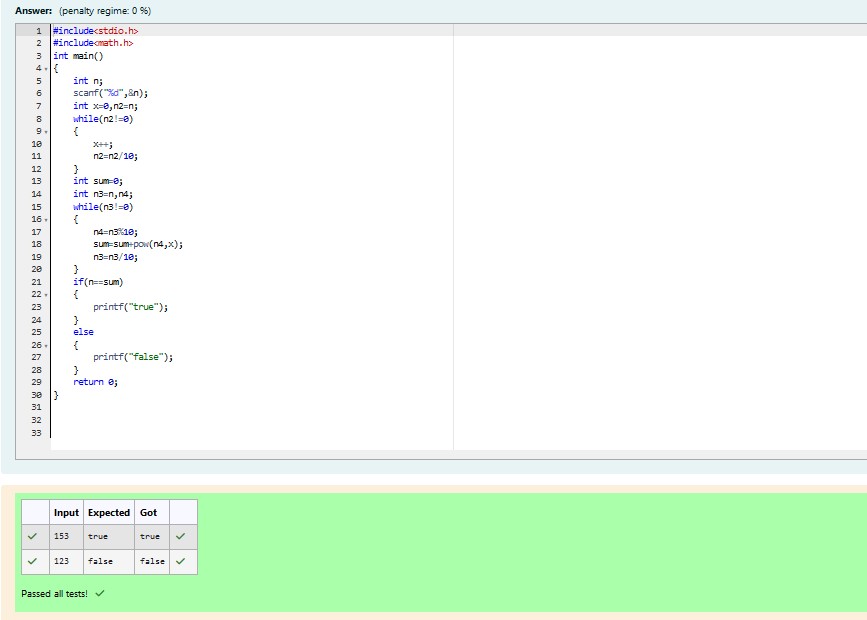 Answer: (penalty regime: 0 %)
1 #include<stdio.h>
2 #include<math.h>
3 int main()
4 {
5 int n;
6 scanf("%d",&n);
7 int x=0,n2=n;
8 while(n2!=0)
9 {
10 x++;
11 n2=n2/10;
12 }
13 int sum=0;
14 int n3=n,n4;
15 while(n3!=0)
16 {
17 n4=n3%10;
18 sum=sum+pow(n4,x);
19 n3=n3/10;
20 }
21 if(n==sum)
22 {
23 printf("true");
24 }
25 else
26 {
27 printf("false");
28 }
29 return 0;
30 }
31
32
33
Input Expected Got
153 true true
123 false false
Passed all tests!